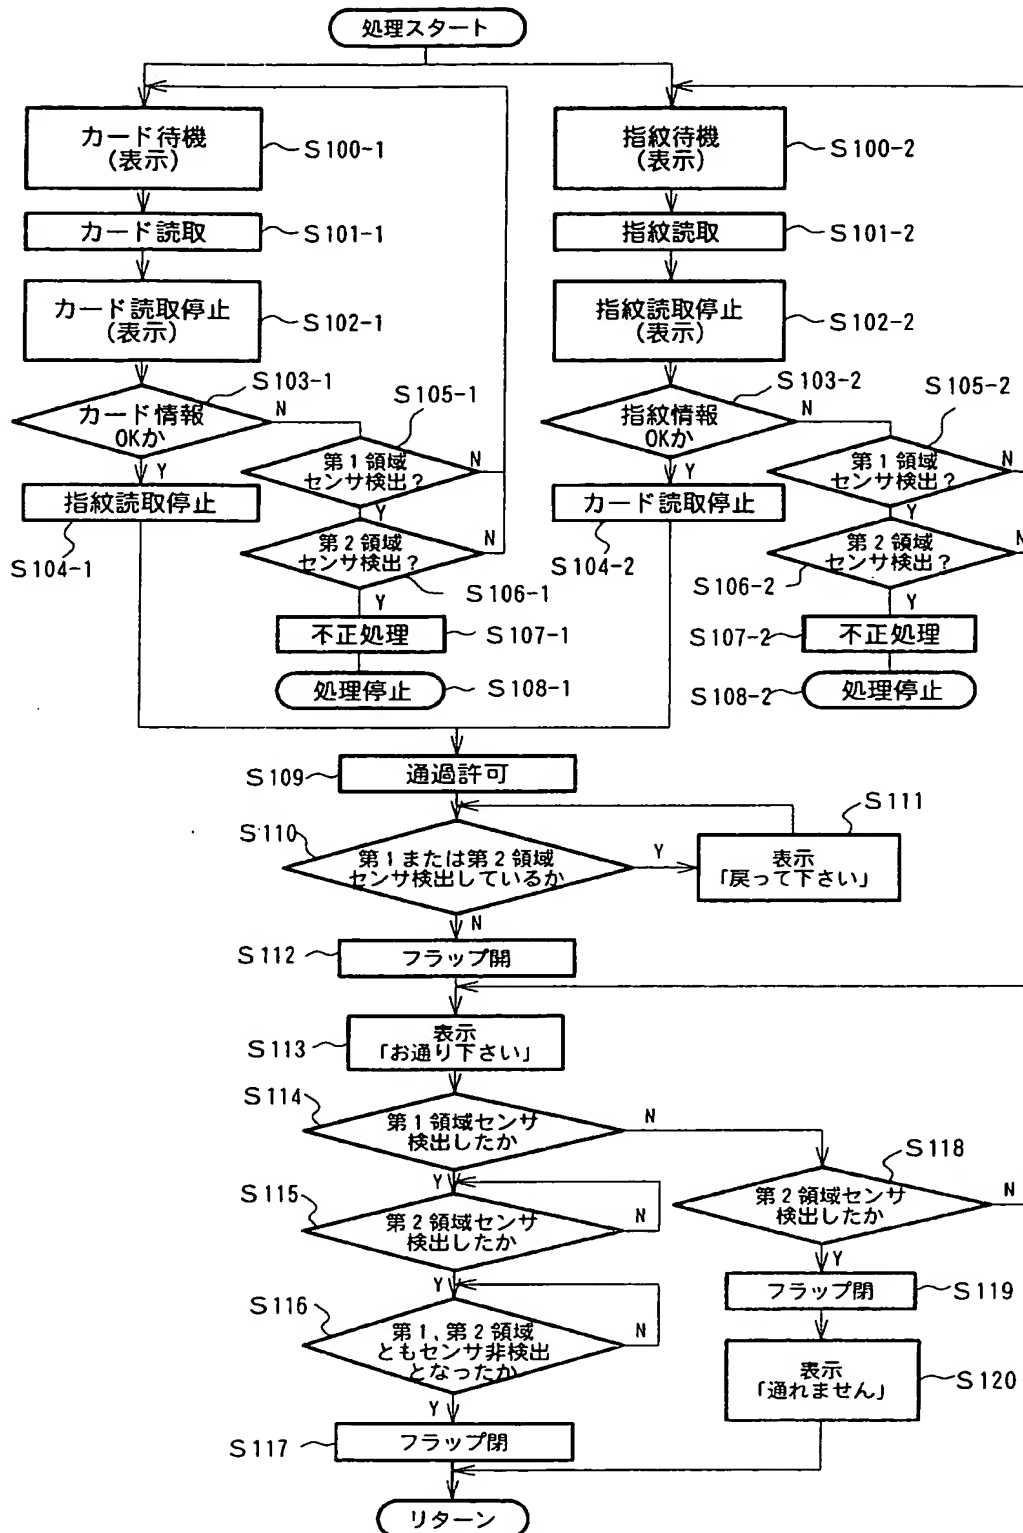 処理スタート
カード待機
(表示)
S100-1
カード読取
S101-1
カード読取停止
(表示)
S102-1
S103-1
カード情報
OKか
N
Y
S105-1
第1領域
センサ検出?
N
Y
指紋読取停止
S104-1
第2領域
センサ検出?
N
S106-1
Y
不正処理
S107-1
処理停止
S108-1
指紋待機
(表示)
S100-2
指紋読取
S101-2
指紋読取停止
(表示)
S102-2
S103-2
指紋情報
OKか
N
Y
S105-2
第1領域
センサ検出?
N
Y
カード読取停止
S104-2
第2領域
センサ検出?
N
S106-2
Y
不正処理
S107-2
処理停止
S108-2
通過許可
S109
S110
第1または第2領域
センサ検出しているか
Y
S111
表示
「戻って下さい」
N
S112
フラップ開
表示
「お通り下さい」
S113
S114
第1領域センサ
検出したか
N
Y
S115
第2領域センサ
検出したか
N
Y
S116
第1、第2領域
ともセンサ非検出
となったか
N
Y
S117
フラップ閉
S118
第2領域センサ
検出したか
N
Y
フラップ閉
S119
表示
「通れません」
S120
リターン